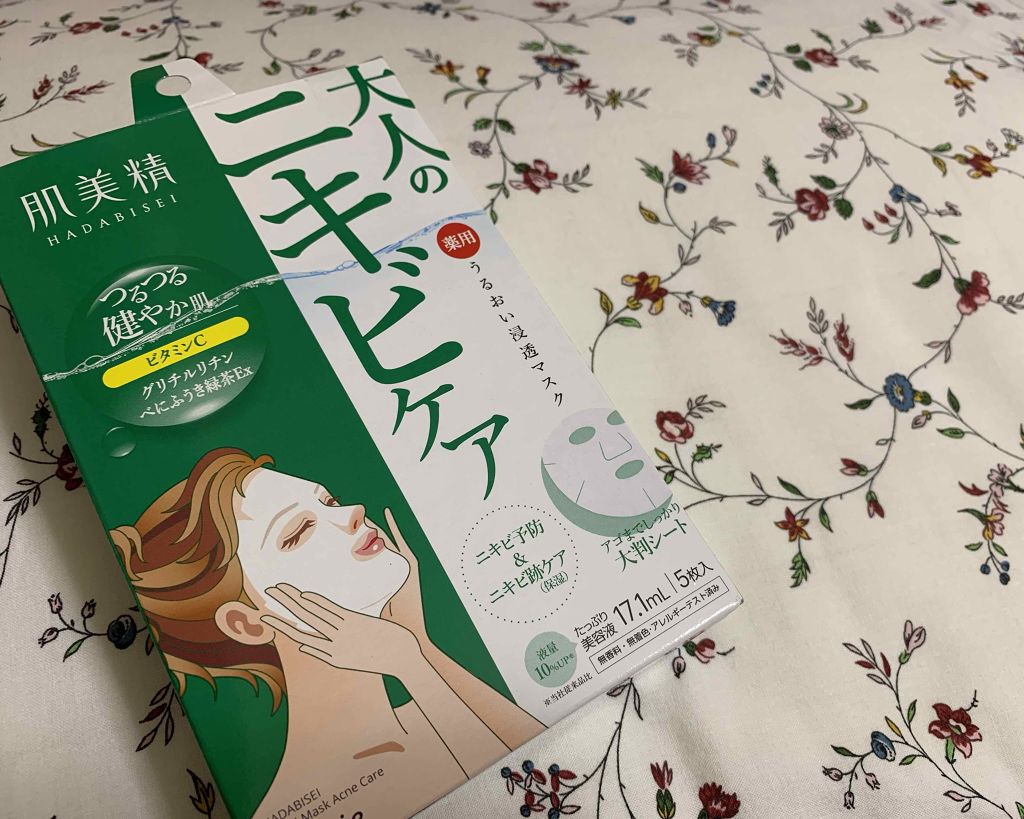 肌美精
HADABISEI
つるつる
健やか肌
ビタミンC
グリチルリチン
べにふうき緑茶Ex
大人の
ニキビケア
薬用
うるおい浸透マスク
アゴまでしっかり
大判シート
ニキビ予防
&
ニキビ跡ケア
(保湿)
液量
10%UP※
※当社従来品比
たっぷり
美容液 17.1mL 5枚入
無香料・無着色・アレルギーテスト済み
HADABISEI
Mask Acne Care